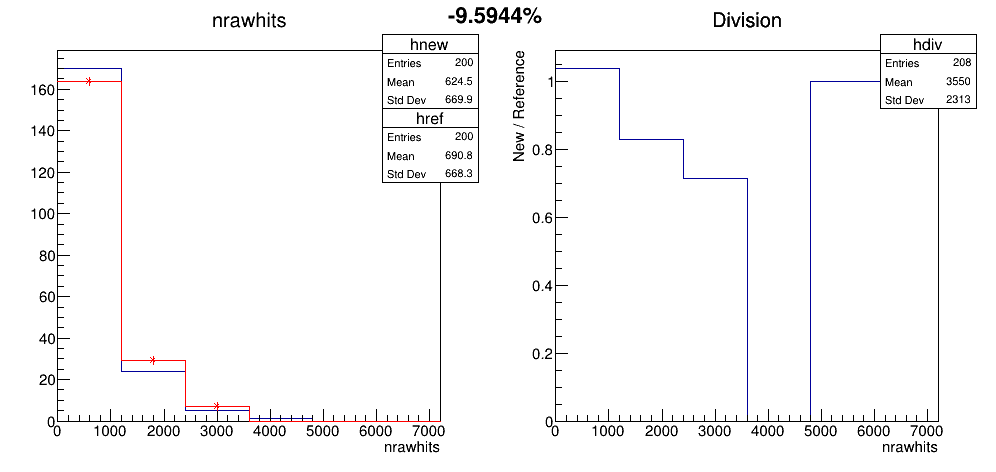 -9.5944%
nrawhits
hnew
Entries 200
Mean 624.5
Std Dev 669.9
href
Entries 200
Mean 690.8
Std Dev 668.3
160
140
120
100
80
60
40
20
0
0 1000 2000 3000 4000 5000 6000 7000
nrawhits
Division
hdiv
Entries 208
Mean 3550
Std Dev 2313
New / Reference
1
0.8
0.6
0.4
0.2
0
0 1000 2000 3000 4000 5000 6000 7000
nrawhits